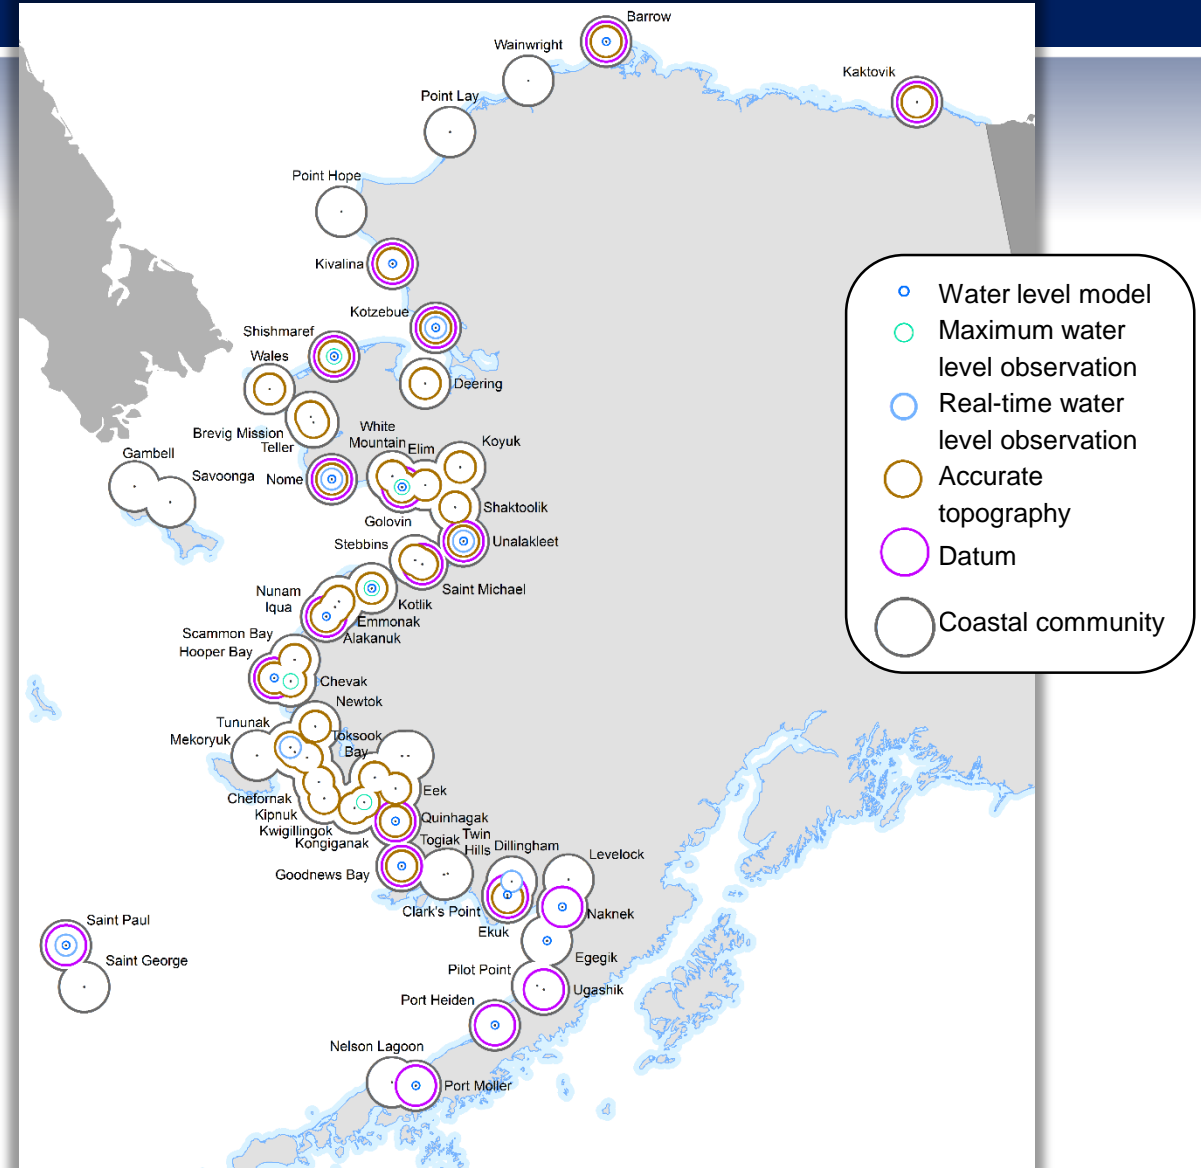 Barrow
Wainwright
Kaktovik
Point Lay
Point Hope
Kivalina
Kotzebue
Shishmaref
Wales
Deering
Brevig Mission
Teller
White
Mountain
Elim
Koyuk
Gambell
Savoonga
Nome
Golovin
Shaktoolik
Stebbins
Unalakleet
Saint Michael
Nunam
Iqua
Kotlik
Emmonak
Alakanuk
Scammon Bay
Hooper Bay
Chevak
Newtok
Tununak
Mekoryuk
Toksook
Bay
Chefornak
Kipnuk
Kwigillingok
Kongiganak
Eek
Quinhagak
Togiak
Twin
Hills
Dillingham
Levelock
Goodnews Bay
Clark's Point
Ekuk
Naknek
Egegik
Saint Paul
Saint George
Pilot Point
Ugashik
Port Heiden
Nelson Lagoon
Port Moller
Water level model
Maximum water
level observation
Real-time water
level observation
Accurate
topography
Datum
Coastal community